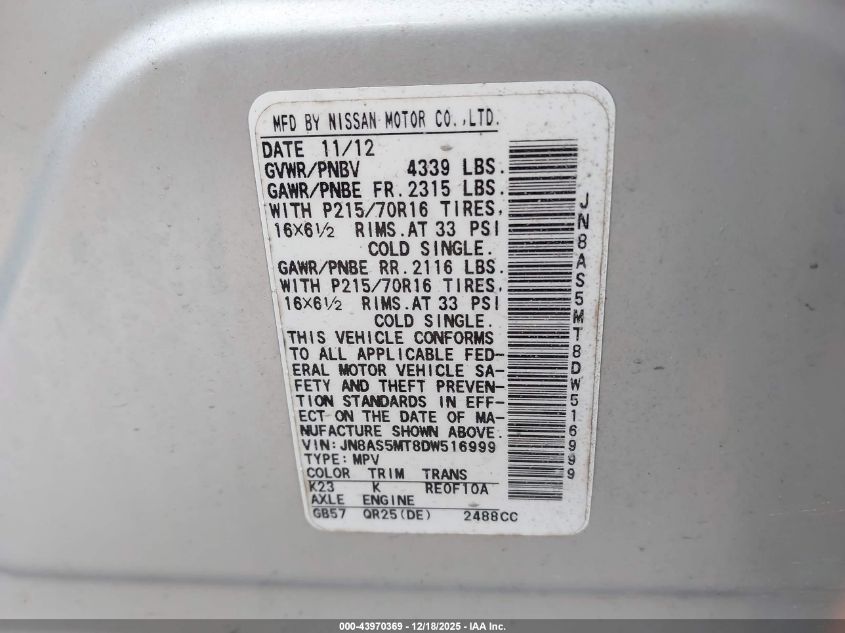 MFD BY NISSAN MOTOR CO.,LTD.
DATE 11/12
GVWR/PNBV 4339 LBS.
GAWR/PNBE FR. 2315 LBS.
WITH P215/70R16 TIRES,
16X6½ RIMS. AT 33 PSI
COLD SINGLE.
GAWR/PNBE RR. 2116 LBS.
WITH P215/70R16 TIRES,
16X6½ RIMS. AT 33 PSI
COLD SINGLE.
THIS VEHICLE CONFORMS
TO ALL APPLICABLE FED-
ERAL MOTOR VEHICLE SA-
FETY AND THEFT PREVEN-
TION STANDARDS IN EFF-
ECT ON THE DATE OF MA-
NUFACTURE SHOWN ABOVE.
VIN: JN8AS5MT8DW516999
TYPE: MPV
COLOR TRIM TRANS
K23 K RE0F10A
AXLE ENGINE
GB57 QR25(DE) 2488CC
JN8AS5MT8DW516999
000-43970369 - 12/18/2025 - IAA Inc.